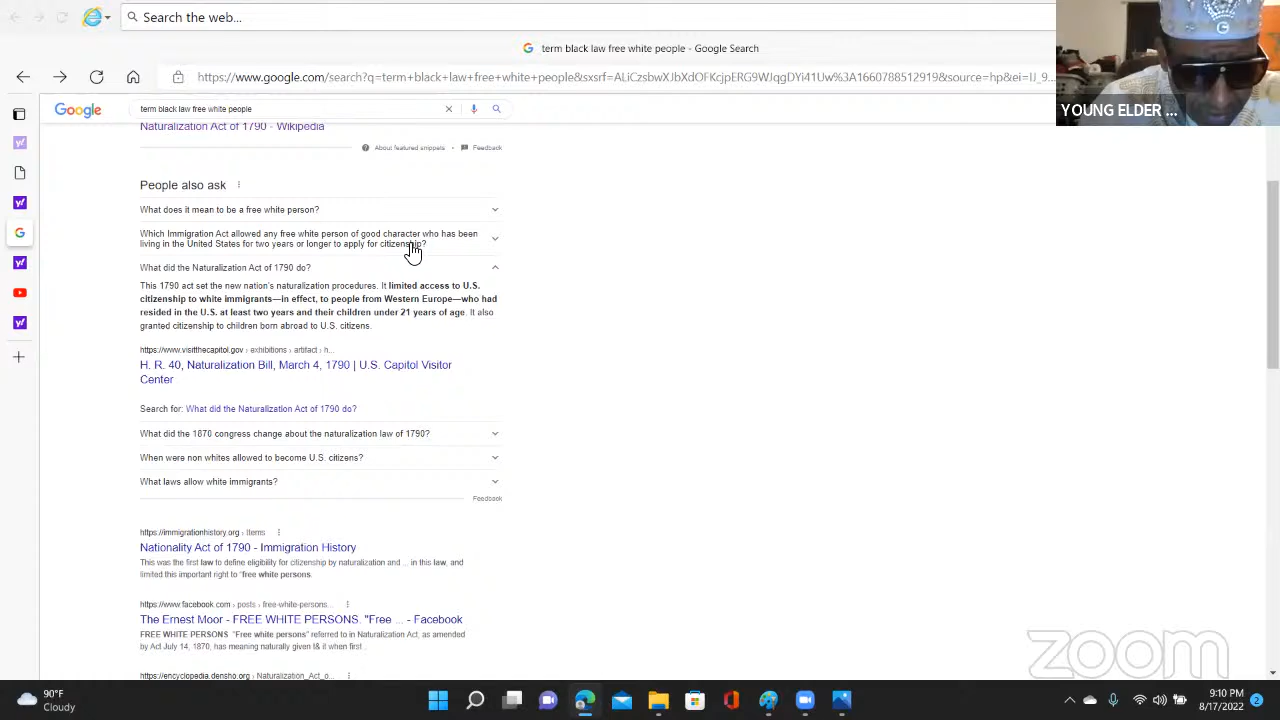 Search the web...
term black law free white people - Google Search
https://www.google.com/search?q=term+black+law+free+white+people&sxsrf=ALiCzsbwXJbXdOFKcjpERG9WJqgDYi41Uw%3A1660788512919&source=hp&ei=IJ_9...
YOUNG ELDER ...
Google
term black law free white people
Naturalization Act of 1790 - Wikipedia
About featured snippets • Feedback
People also ask
What does it mean to be a free white person?
Which Immigration Act allowed any free white person of good character who has been
living in the United States for two years or longer to apply for citizenship?
What did the Naturalization Act of 1790 do?
This 1790 act set the new nation's naturalization procedures. It limited access to U.S.
citizenship to white immigrants—in effect, to people from Western Europe—who had
resided in the U.S. at least two years and their children under 21 years of age. It also
granted citizenship to children born abroad to U.S. citizens.
https://www.visitthecapitol.gov › exhibitions › artifact › h...
H. R. 40, Naturalization Bill, March 4, 1790 | U.S. Capitol Visitor
Center
Search for: What did the Naturalization Act of 1790 do?
What did the 1870 congress change about the naturalization law of 1790?
When were non whites allowed to become U.S. citizens?
What laws allow white immigrants?
Feedback
https://immigrationhistory.org › Items
Nationality Act of 1790 - Immigration History
This was the first law to define eligibility for citizenship by naturalization and ... in this law, and
limited this important right to "free white persons.
https://www.facebook.com › posts › free-white-persons...
The Ernest Moor - FREE WHITE PERSONS. "Free ... - Facebook
FREE WHITE PERSONS "Free white persons" referred to in Naturalization Act, as amended
by Act July 14, 1870, has meaning naturally given t& it when first .
https://encyclopedia.densho.org › Naturalization_Act_o...
zoom
90°F
Cloudy
9:10 PM
8/17/2022
2